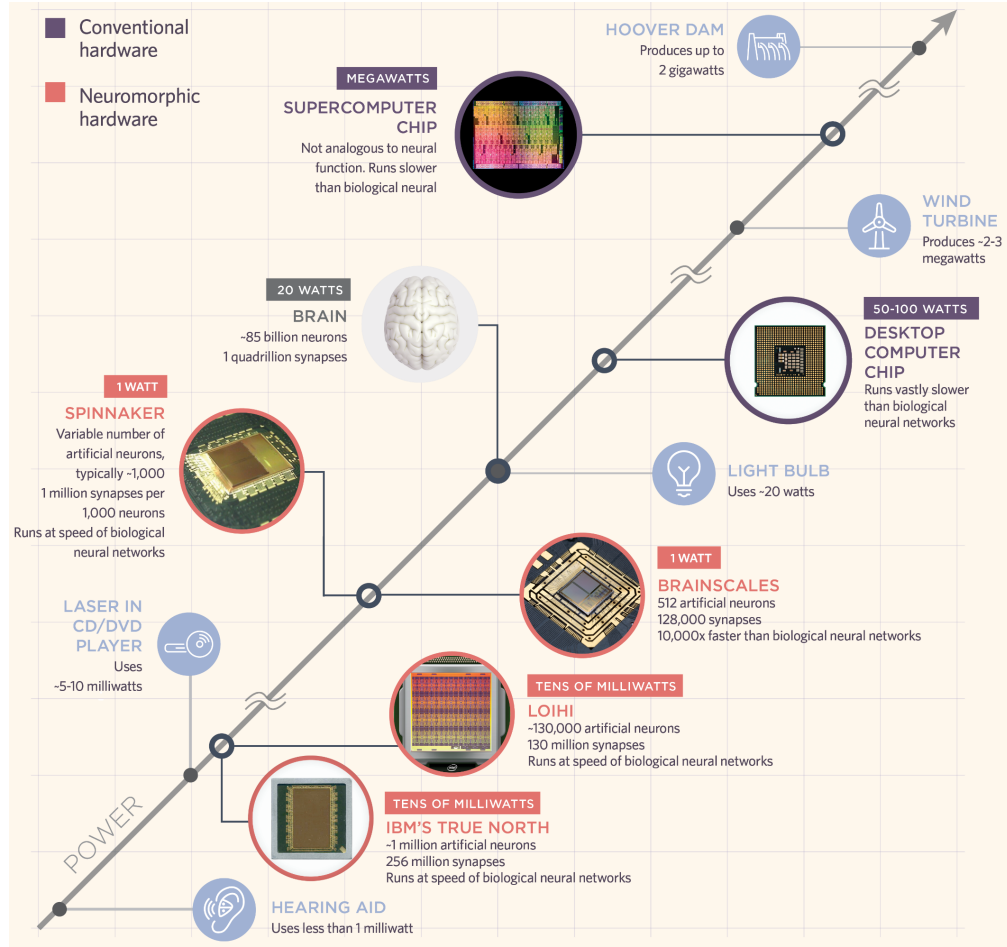 Conventional
hardware
Neuromorphic
hardware
HOOVER DAM
Produces up to
2 gigawatts
MEGAWATTS
SUPERCOMPUTER
CHIP
Not analogous to neural
function. Runs slower
than biological neural
WIND
TURBINE
Produces ~2-3
megawatts
20 WATTS
BRAIN
~85 billion neurons
1 quadrillion synapses
50-100 WATTS
DESKTOP
COMPUTER
CHIP
Runs vastly slower
than biological
neural networks
1 WATT
SPINNAKER
Variable number of
artificial neurons,
typically ~1,000
1 million synapses per
1,000 neurons
Runs at speed of biological
neural networks
LIGHT BULB
Uses ~20 watts
1 WATT
BRAINSCALES
512 artificial neurons
128,000 synapses
10,000x faster than biological neural networks
LASER IN
CD/DVD
PLAYER
Uses
~5-10 milliwatts
TENS OF MILLIWATTS
LOIHI
~130,000 artificial neurons
130 million synapses
Runs at speed of biological neural networks
TENS OF MILLIWATTS
IBM'S TRUE NORTH
~1 million artificial neurons
256 million synapses
Runs at speed of biological neural networks
POWER
HEARING AID
Uses less than 1 milliwatt